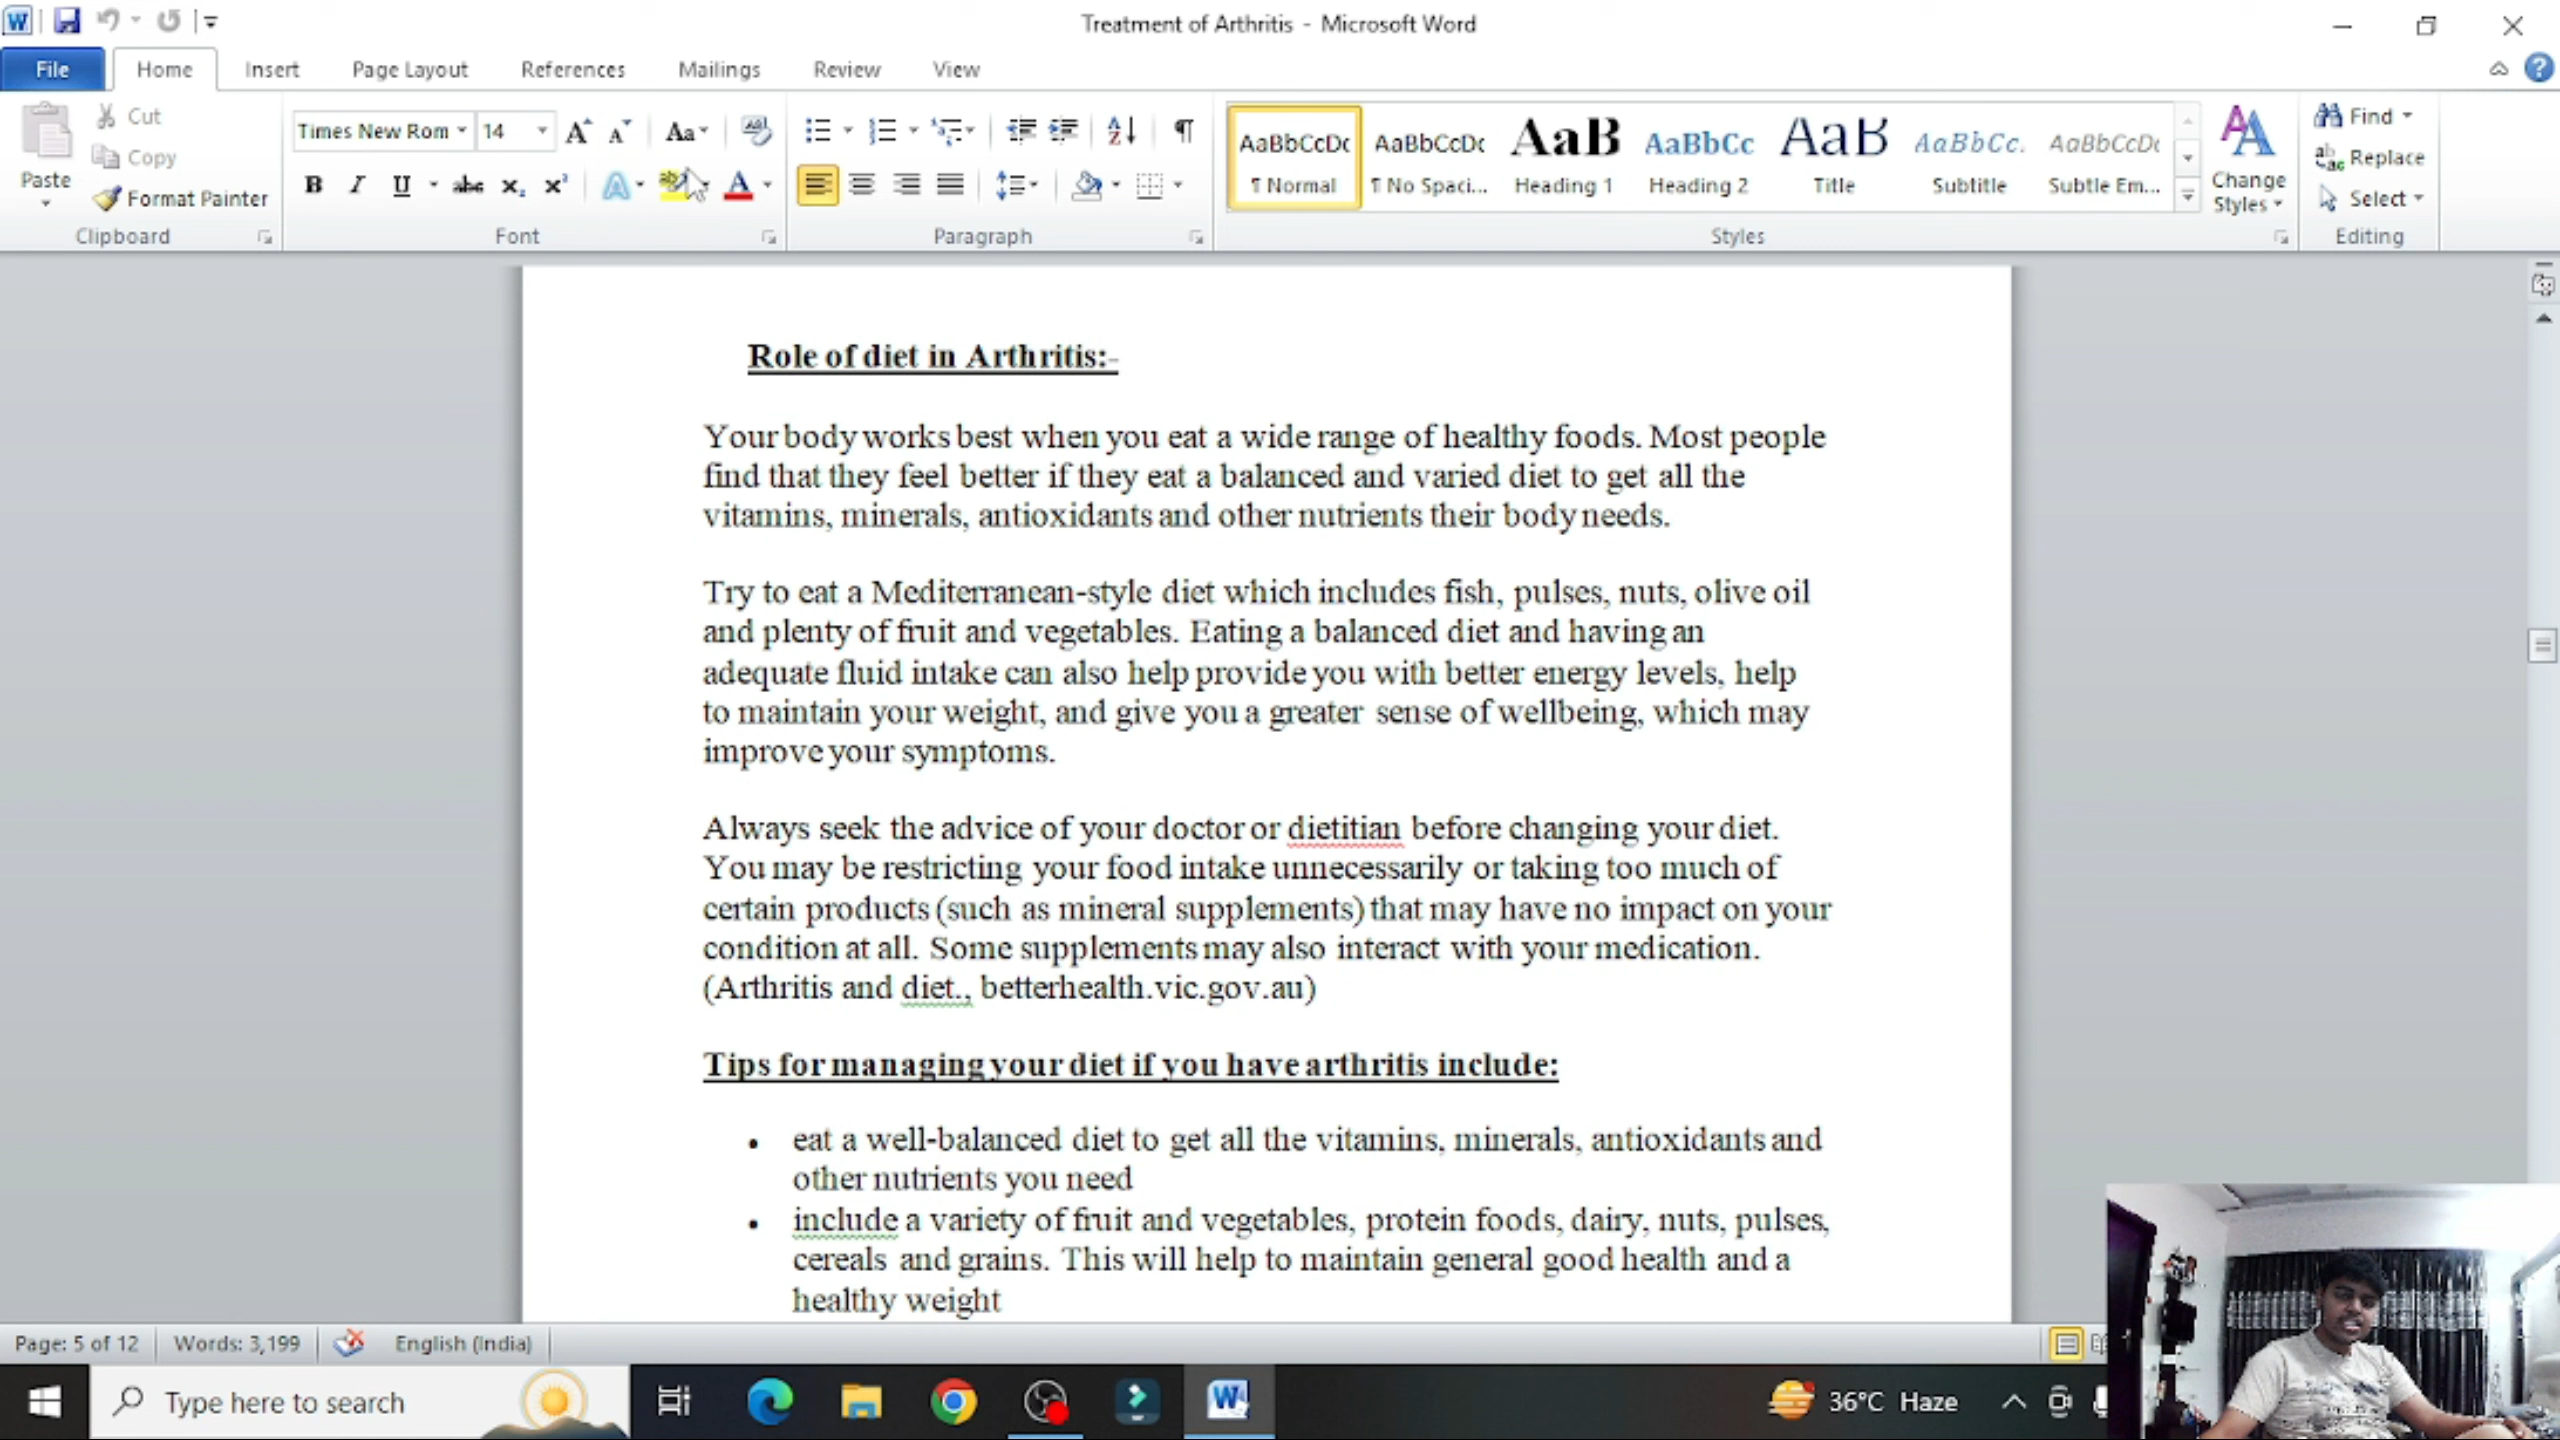 Treatment of Arthritis - Microsoft Word
File Home Insert Page Layout References Mailings Review View
Paste
Cut
Copy
Format Painter
Clipboard
Times New Rom 14
Font
Paragraph
AaBbCcDc AaBbCcDc AaB AaBbCc AaB AaBbCc. AaBbCcDc
¶ Normal ¶ No Spaci... Heading 1 Heading 2 Title Subtitle Subtle Em...
Styles
Change
Styles
Find
Replace
Select
Editing
Role of diet in Arthritis:-
Your body works best when you eat a wide range of healthy foods. Most people
find that they feel better if they eat a balanced and varied diet to get all the
vitamins, minerals, antioxidants and other nutrients their body needs.
Try to eat a Mediterranean-style diet which includes fish, pulses, nuts, olive oil
and plenty of fruit and vegetables. Eating a balanced diet and having an
adequate fluid intake can also help provide you with better energy levels, help
to maintain your weight, and give you a greater sense of wellbeing, which may
improve your symptoms.
Always seek the advice of your doctor or dietitian before changing your diet.
You may be restricting your food intake unnecessarily or taking too much of
certain products (such as mineral supplements) that may have no impact on your
condition at all. Some supplements may also interact with your medication.
(Arthritis and diet., betterhealth.vic.gov.au)
Tips for managing your diet if you have arthritis include:
• eat a well-balanced diet to get all the vitamins, minerals, antioxidants and
other nutrients you need
• include a variety of fruit and vegetables, protein foods, dairy, nuts, pulses,
cereals and grains. This will help to maintain general good health and a
healthy weight
Page: 5 of 12 Words: 3,199 English (India)
Type here to search
36°C Haze